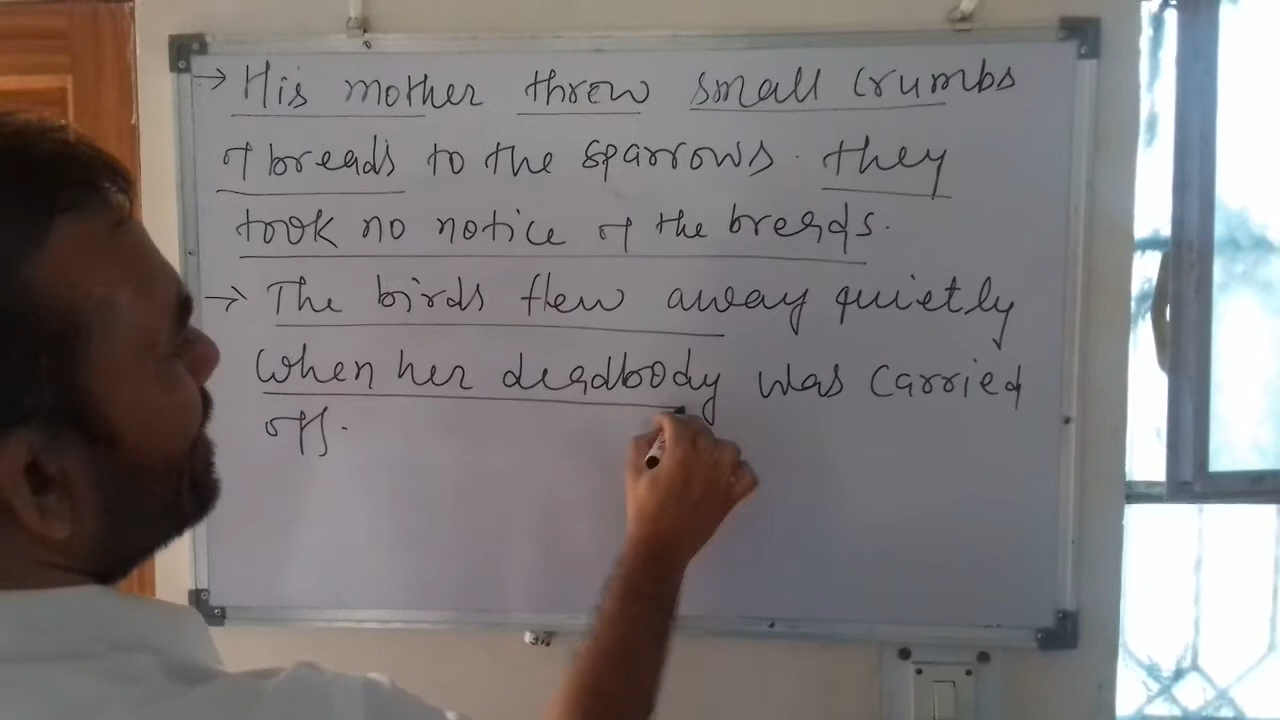 → His mother threw small crumbs
of breads to the sparrows. they
took no notice of the breads.
→ The birds flew away quietly
when her deadbody was carried
off.